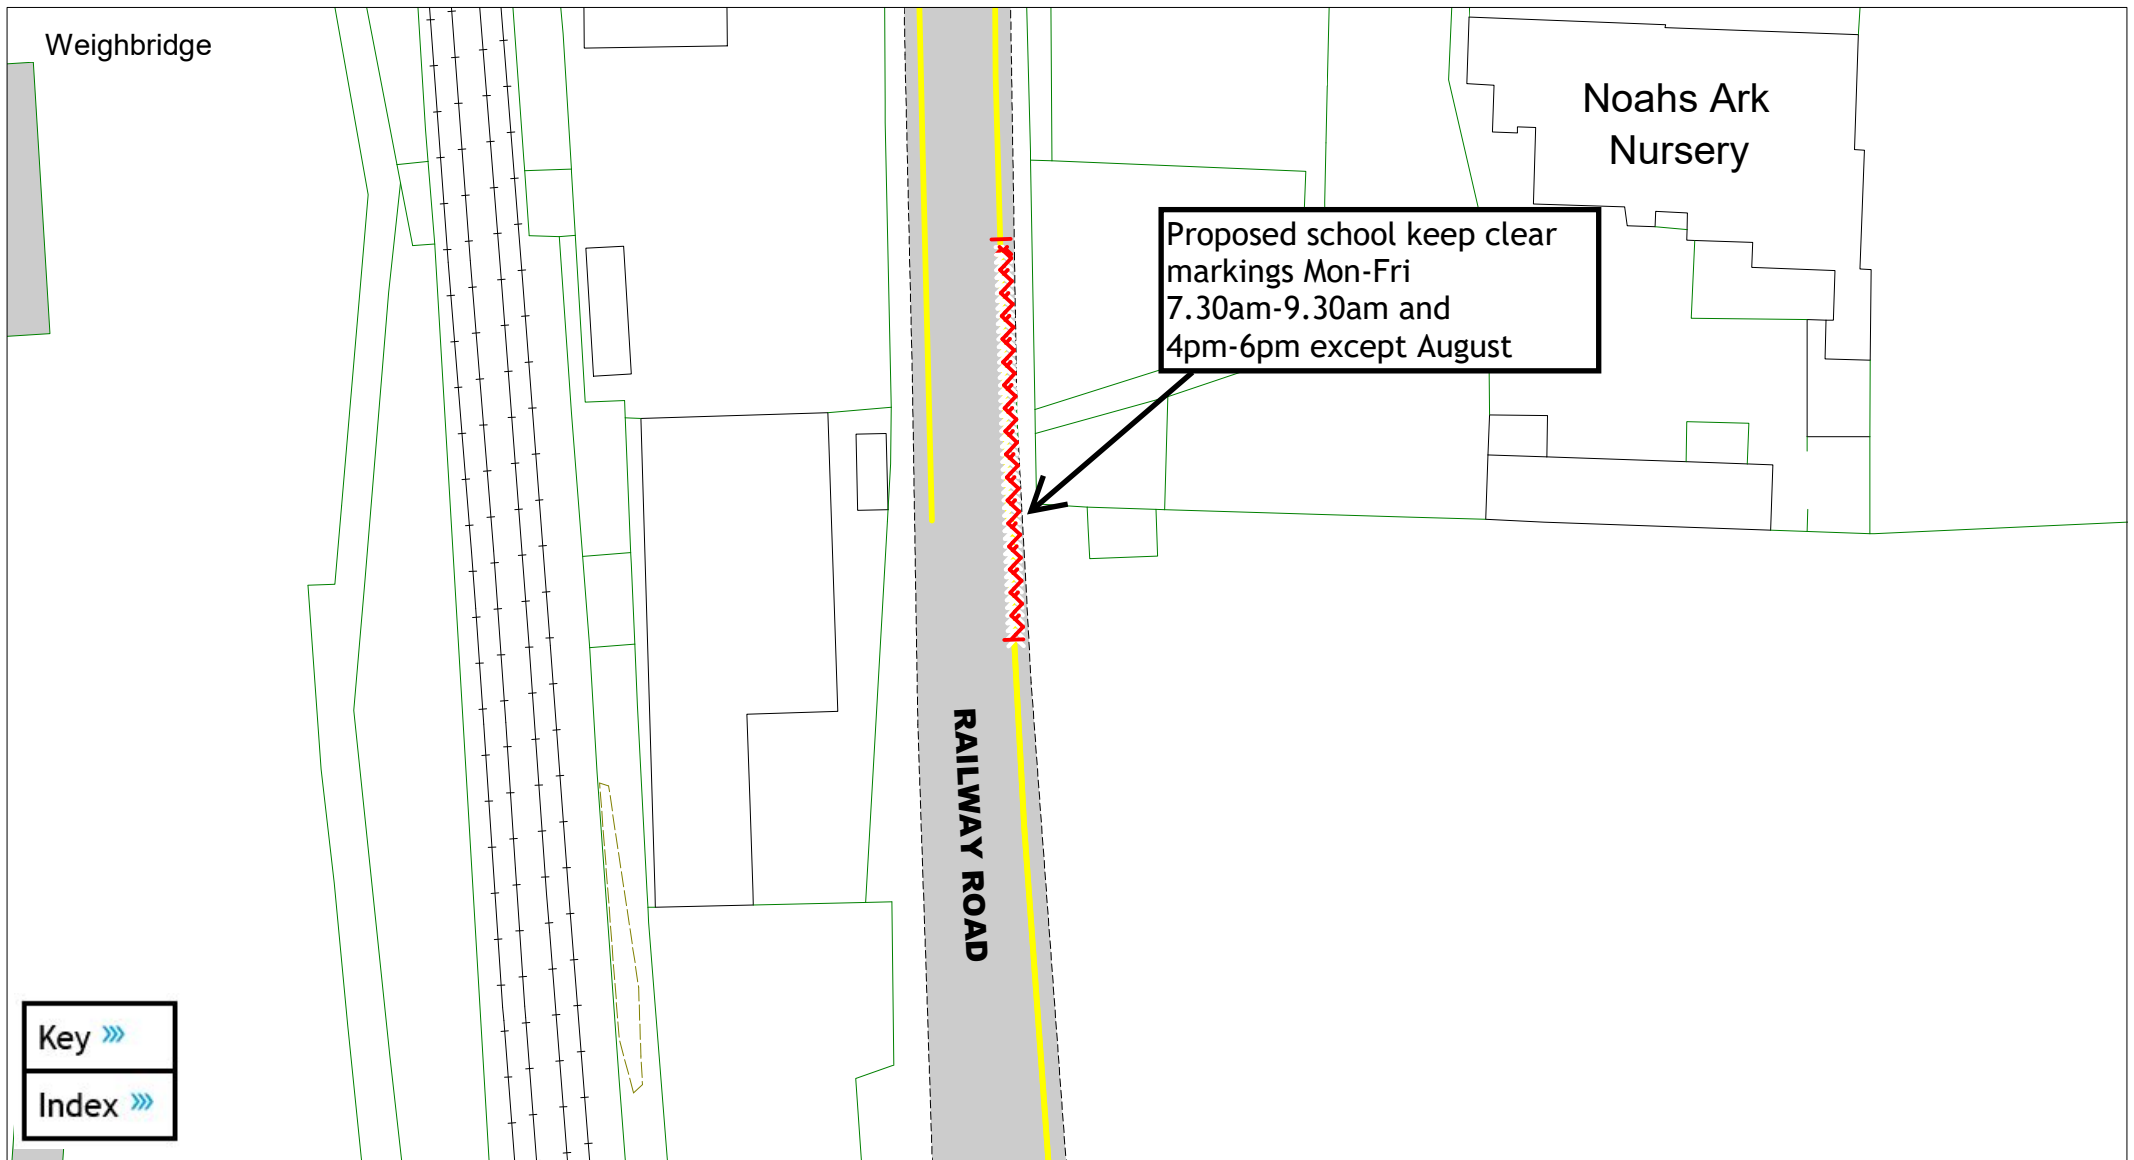 Weighbridge
Noahs Ark
Nursery
Proposed school keep clear
markings Mon-Fri
7.30am-9.30am and
4pm-6pm except August
RAILWAY ROAD
Key »»
Index »»